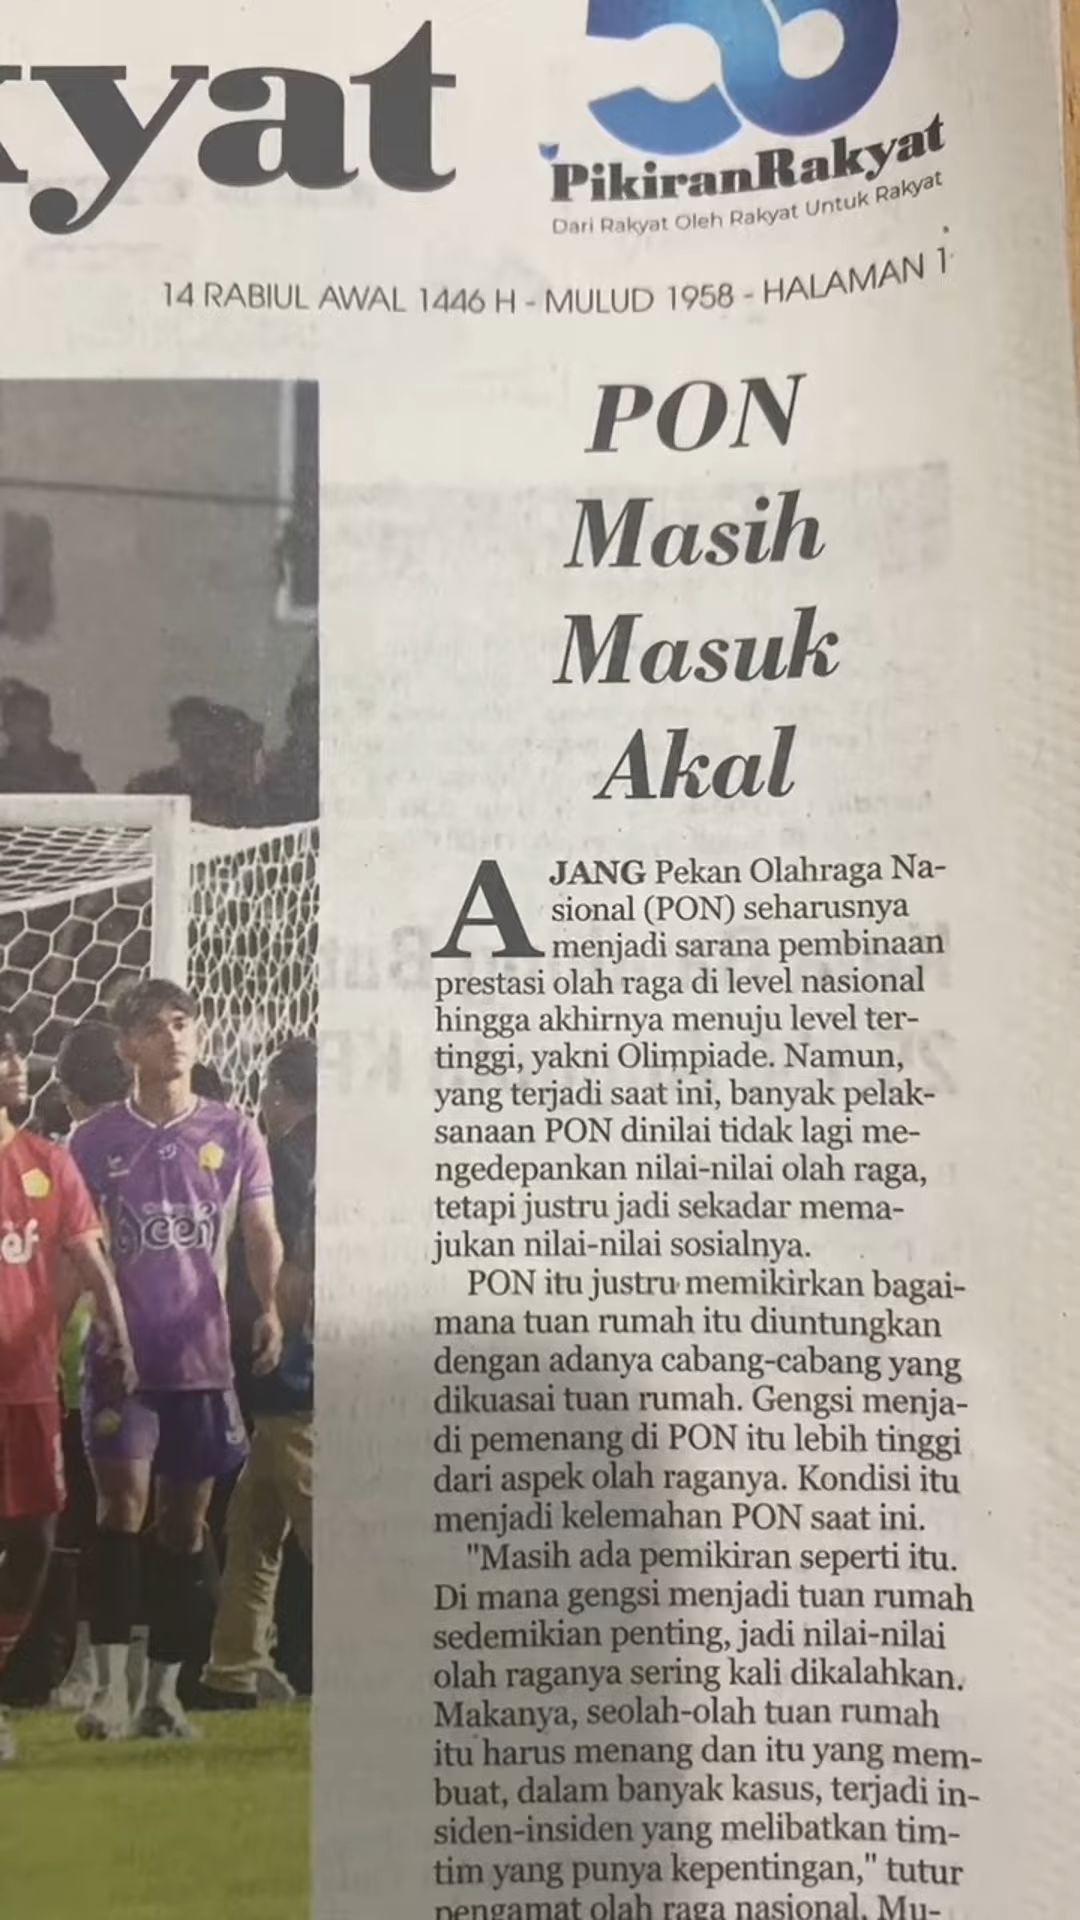 yat
PikiranRakyat
Dari Rakyat Oleh Rakyat Untuk Rakyat
14 RABIUL AWAL 1446 H - MULUD 1958 - HALAMAN 1
PON
Masih
Masuk
Akal
AJANG Pekan Olahraga Na-
sional (PON) seharusnya
menjadi sarana pembinaan
prestasi olah raga di level nasional
hingga akhirnya menuju level ter-
tinggi, yakni Olimpiade. Namun,
yang terjadi saat ini, banyak pelak-
sanaan PON dinilai tidak lagi me-
ngedepankan nilai-nilai olah raga,
tetapi justru jadi sekadar mema-
jukan nilai-nilai sosialnya.
PON itu justru memikirkan bagai-
mana tuan rumah itu diuntungkan
dengan adanya cabang-cabang yang
dikuasai tuan rumah. Gengsi menja-
di pemenang di PON itu lebih tinggi
dari aspek olah raganya. Kondisi itu
menjadi kelemahan PON saat ini.
"Masih ada pemikiran seperti itu.
Di mana gengsi menjadi tuan rumah
sedemikian penting, jadi nilai-nilai
olah raganya sering kali dikalahkan.
Makanya, seolah-olah tuan rumah
itu harus menang dan itu yang mem-
buat, dalam banyak kasus, terjadi in-
siden-insiden yang melibatkan tim-
tim yang punya kepentingan," tutur
pengamat olah raga nasional, Mu-